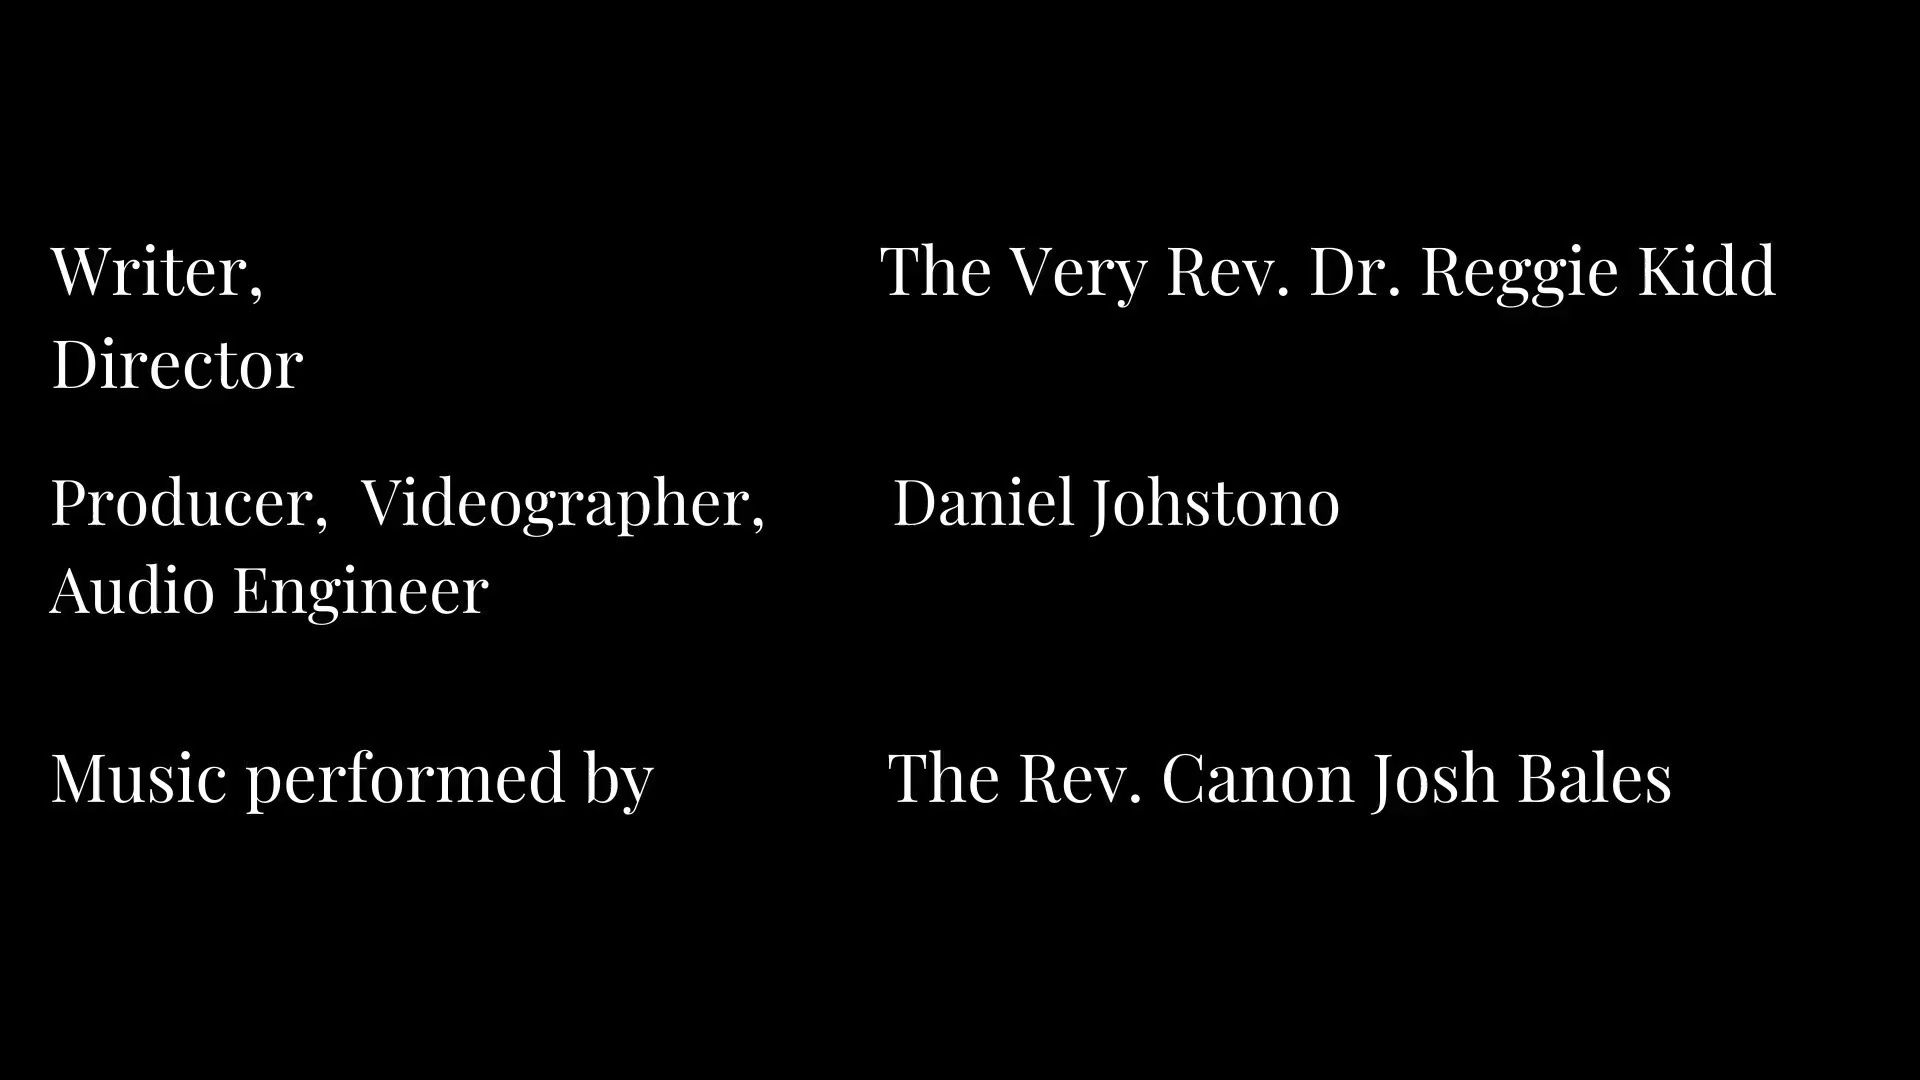 Writer, The Very Rev. Dr. Reggie Kidd
Director
Producer, Videographer, Daniel Johstono
Audio Engineer
Music performed by The Rev. Canon Josh Bales